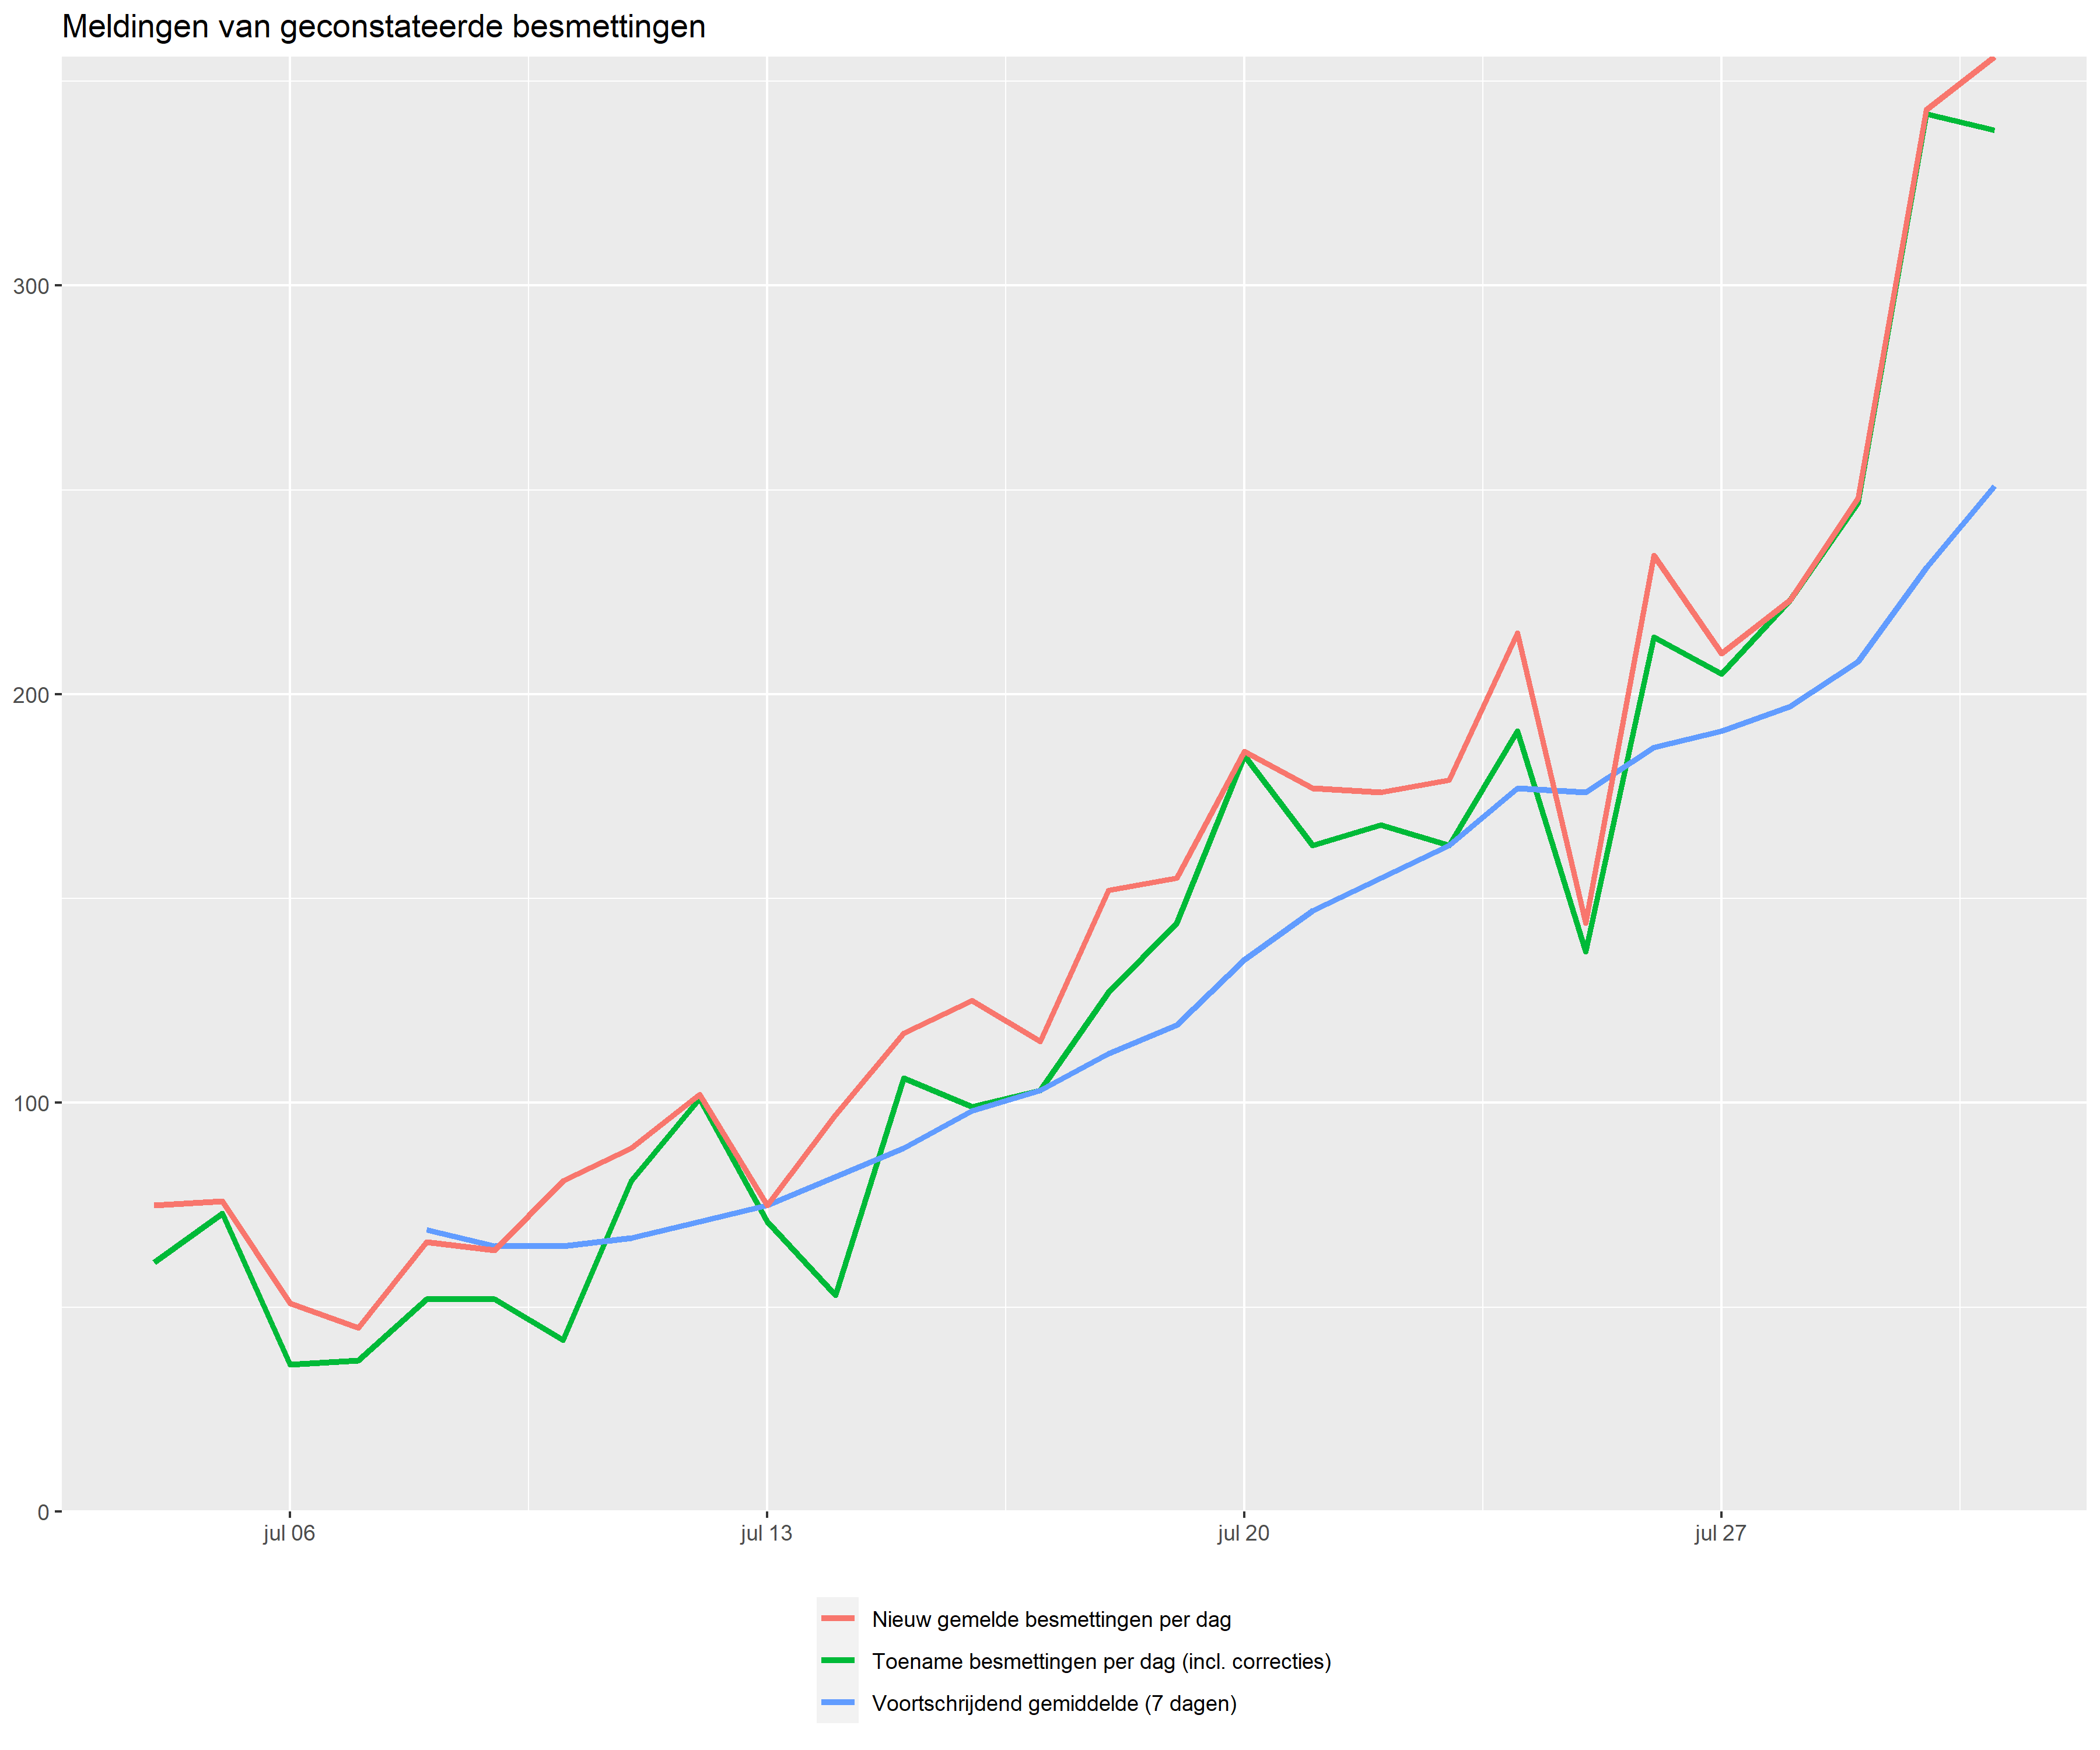 Meldingen van geconstateerde besmettingen
300
200
100
0
jul 06
jul 13
jul 20
jul 27
Nieuw gemelde besmettingen per dag
Toename besmettingen per dag (incl. correcties)
Voortschrijdend gemiddelde (7 dagen)